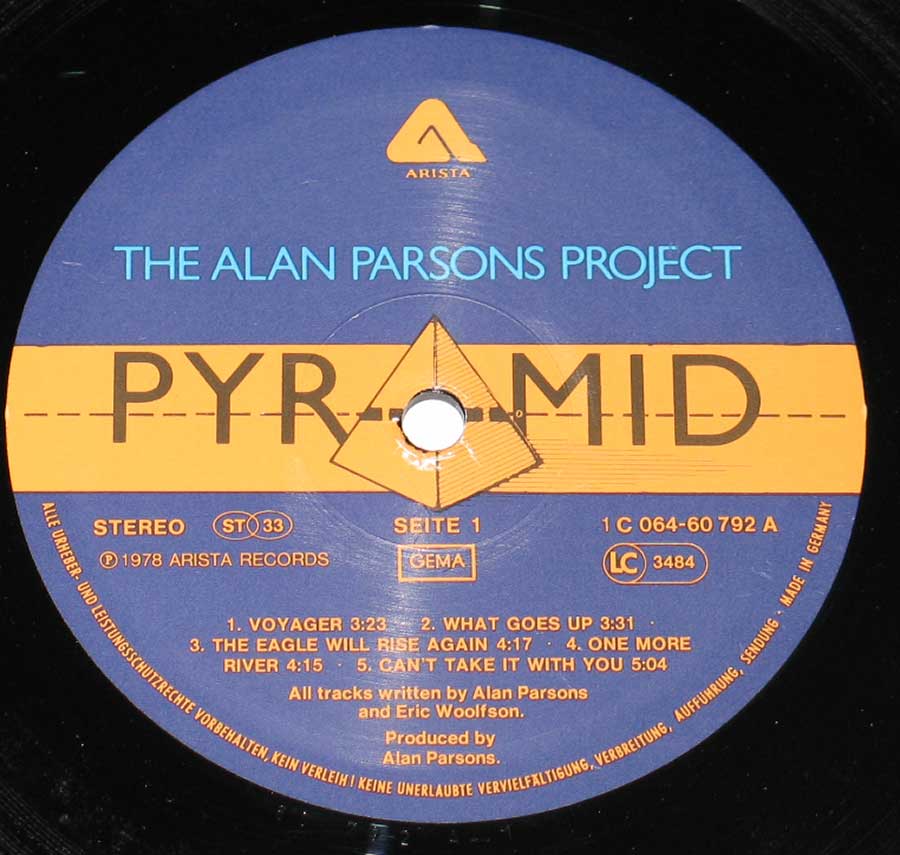 ARISTA
THE ALAN PARSONS PROJECT
PYR MID
STEREO ST 33 SEITE 1 1 C 064-60 792 A
Ⓟ 1978 ARISTA RECORDS GEMA LC 3484
1. VOYAGER 3:23 2. WHAT GOES UP 3:31 ·
3. THE EAGLE WILL RISE AGAIN 4:17 · 4. ONE MORE
RIVER 4:15 · 5. CAN'T TAKE IT WITH YOU 5:04
All tracks written by Alan Parsons
and Eric Woolfson.
Produced by
Alan Parsons.
ALLE URHEBER- UND LEISTUNGSSCHUTZRECHTE VORBEHALTEN, KEIN VERLEIH! KEINE UNERLAUBTE VERVIELFÄLTIGUNG, VERBREITUNG, AUFFÜHRUNG, SENDUNG · MADE IN GERMANY